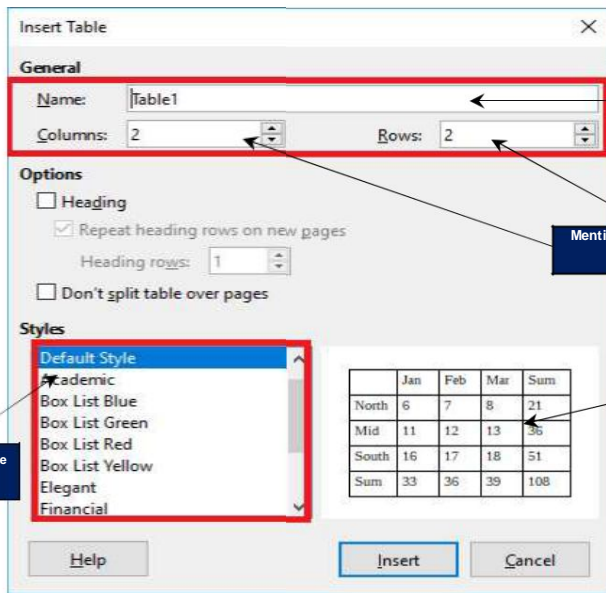 Insert Table
General
Name: Table1
Columns: 2 Rows: 2
Options
Heading
Repeat heading rows on new pages
Heading rows: 1
Don't split table over pages
Styles
Default Style
Academic
Box List Blue
Box List Green
Box List Red
Box List Yellow
Elegant
Financial
Jan Feb Mar Sum
North 6 7 8 21
Mid 11 12 13 36
South 16 17 18 51
Sum 33 36 39 108
Help Insert Cancel